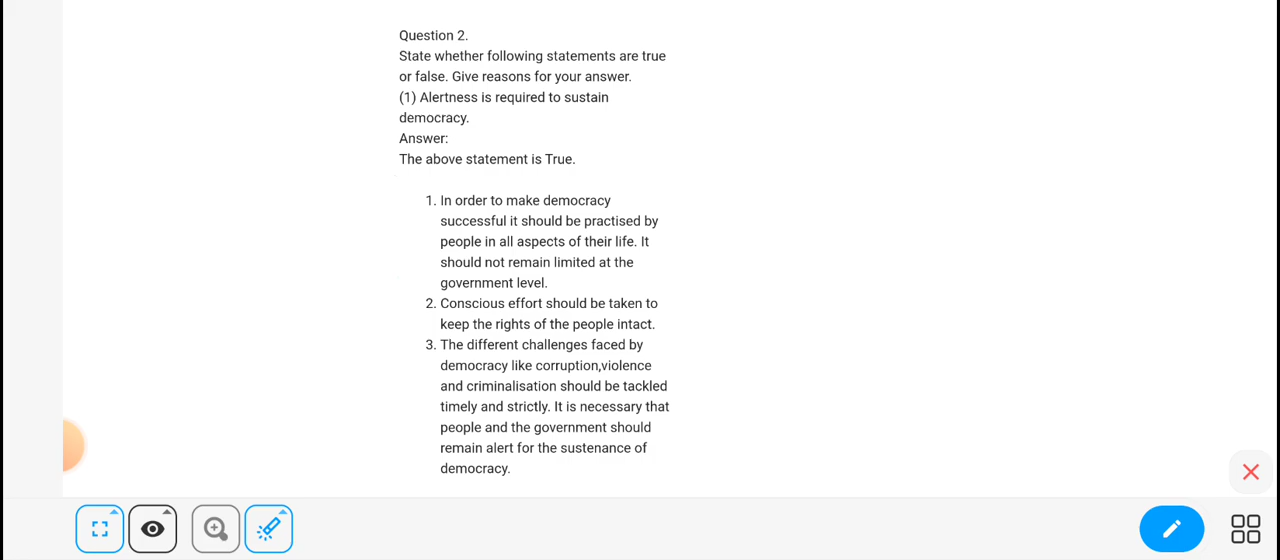 Question 2.
State whether following statements are true
or false. Give reasons for your answer.
(1) Alertness is required to sustain
democracy.
Answer:
The above statement is True.
1. In order to make democracy
successful it should be practised by
people in all aspects of their life. It
should not remain limited at the
government level.
2. Conscious effort should be taken to
keep the rights of the people intact.
3. The different challenges faced by
democracy like corruption,violence
and criminalisation should be tackled
timely and strictly. It is necessary that
people and the government should
remain alert for the sustenance of
democracy.